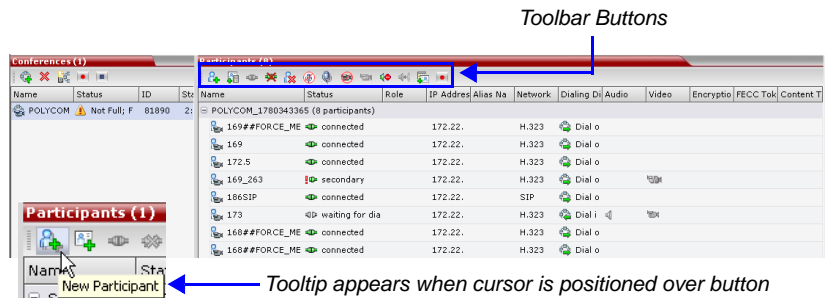 Toolbar Buttons
Conferences (1)
Participants (8)
Name Status ID Sta
POLYCOM Not Full; F 81890 2:
Name Status Role IP Addres Alias Na Network Dialing Di Audio Video Encryptio FECC Tok Content T
POLYCOM_1780343365 (8 participants)
169##FORCE_ME connected 172.22. H.323 Dial o
169 connected 172.22. H.323 Dial o
172.5 connected 172.22. H.323 Dial o
169_263 secondary 172.22. H.323 Dial o
186SIP connected 172.22. SIP Dial o
173 waiting for dia 172.22. H.323 Dial i
168##FORCE_ME connected 172.22. H.323 Dial o
168##FORCE_ME connected 172.22. H.323 Dial o
Participants (1)
Name Sta
New Participant
Tooltip appears when cursor is positioned over button